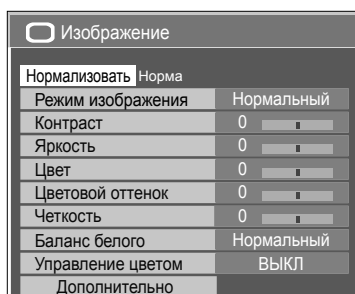 Изображение
Нормализовать Норма
Режим изображения Нормальный
Контраст 0
Яркость 0
Цвет 0
Цветовой оттенок 0
Четкость 0
Баланс белого Нормальный
Управление цветом ВЫКЛ
Дополнительно